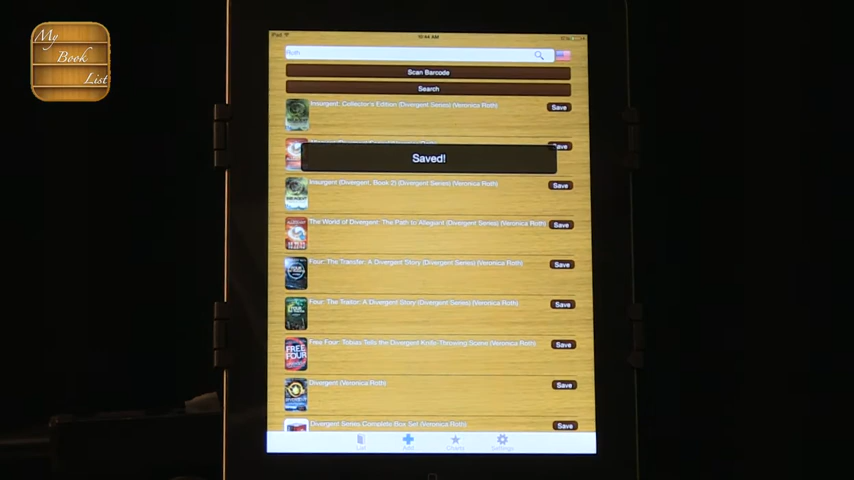 My
Book
List
iPad
10:44 AM
Roth
Scan Barcode
Search
Insurgent: Collector's Edition (Divergent Series) (Veronica Roth)
Save
Saved!
Insurgent (Divergent, Book 2) (Divergent Series) (Veronica Roth)
Save
The World of Divergent: The Path to Allegiant (Divergent Series) (Veronica Roth)
Save
Four: The Transfer: A Divergent Story (Divergent Series) (Veronica Roth)
Save
Four: The Traitor: A Divergent Story (Divergent Series) (Veronica Roth)
Save
FREE
FOUR
Free Four: Tobias Tells the Divergent Knife-Throwing Scene (Veronica Roth)
Save
Divergent (Veronica Roth)
Save
Divergent Series Complete Box Set (Veronica Roth)
Save
List
Add
Charts
Settings